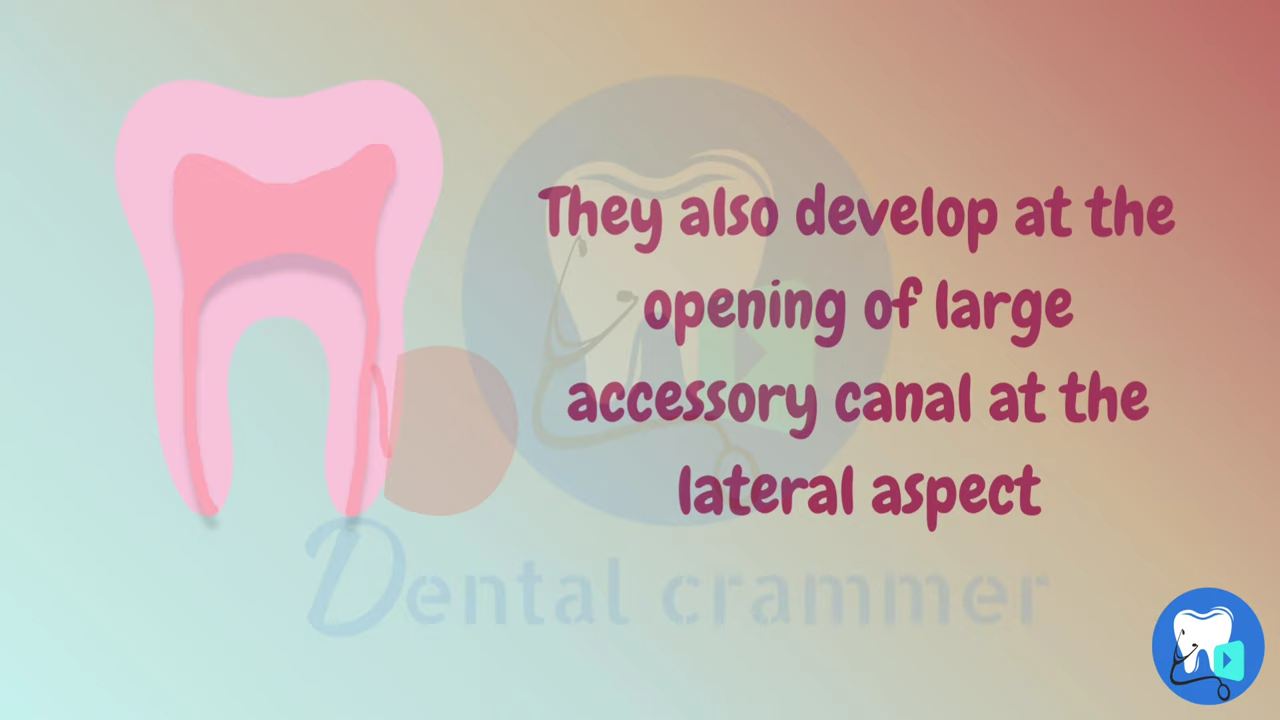 They also develop at the
opening of large
accessory canal at the
lateral aspect
Dental crammer